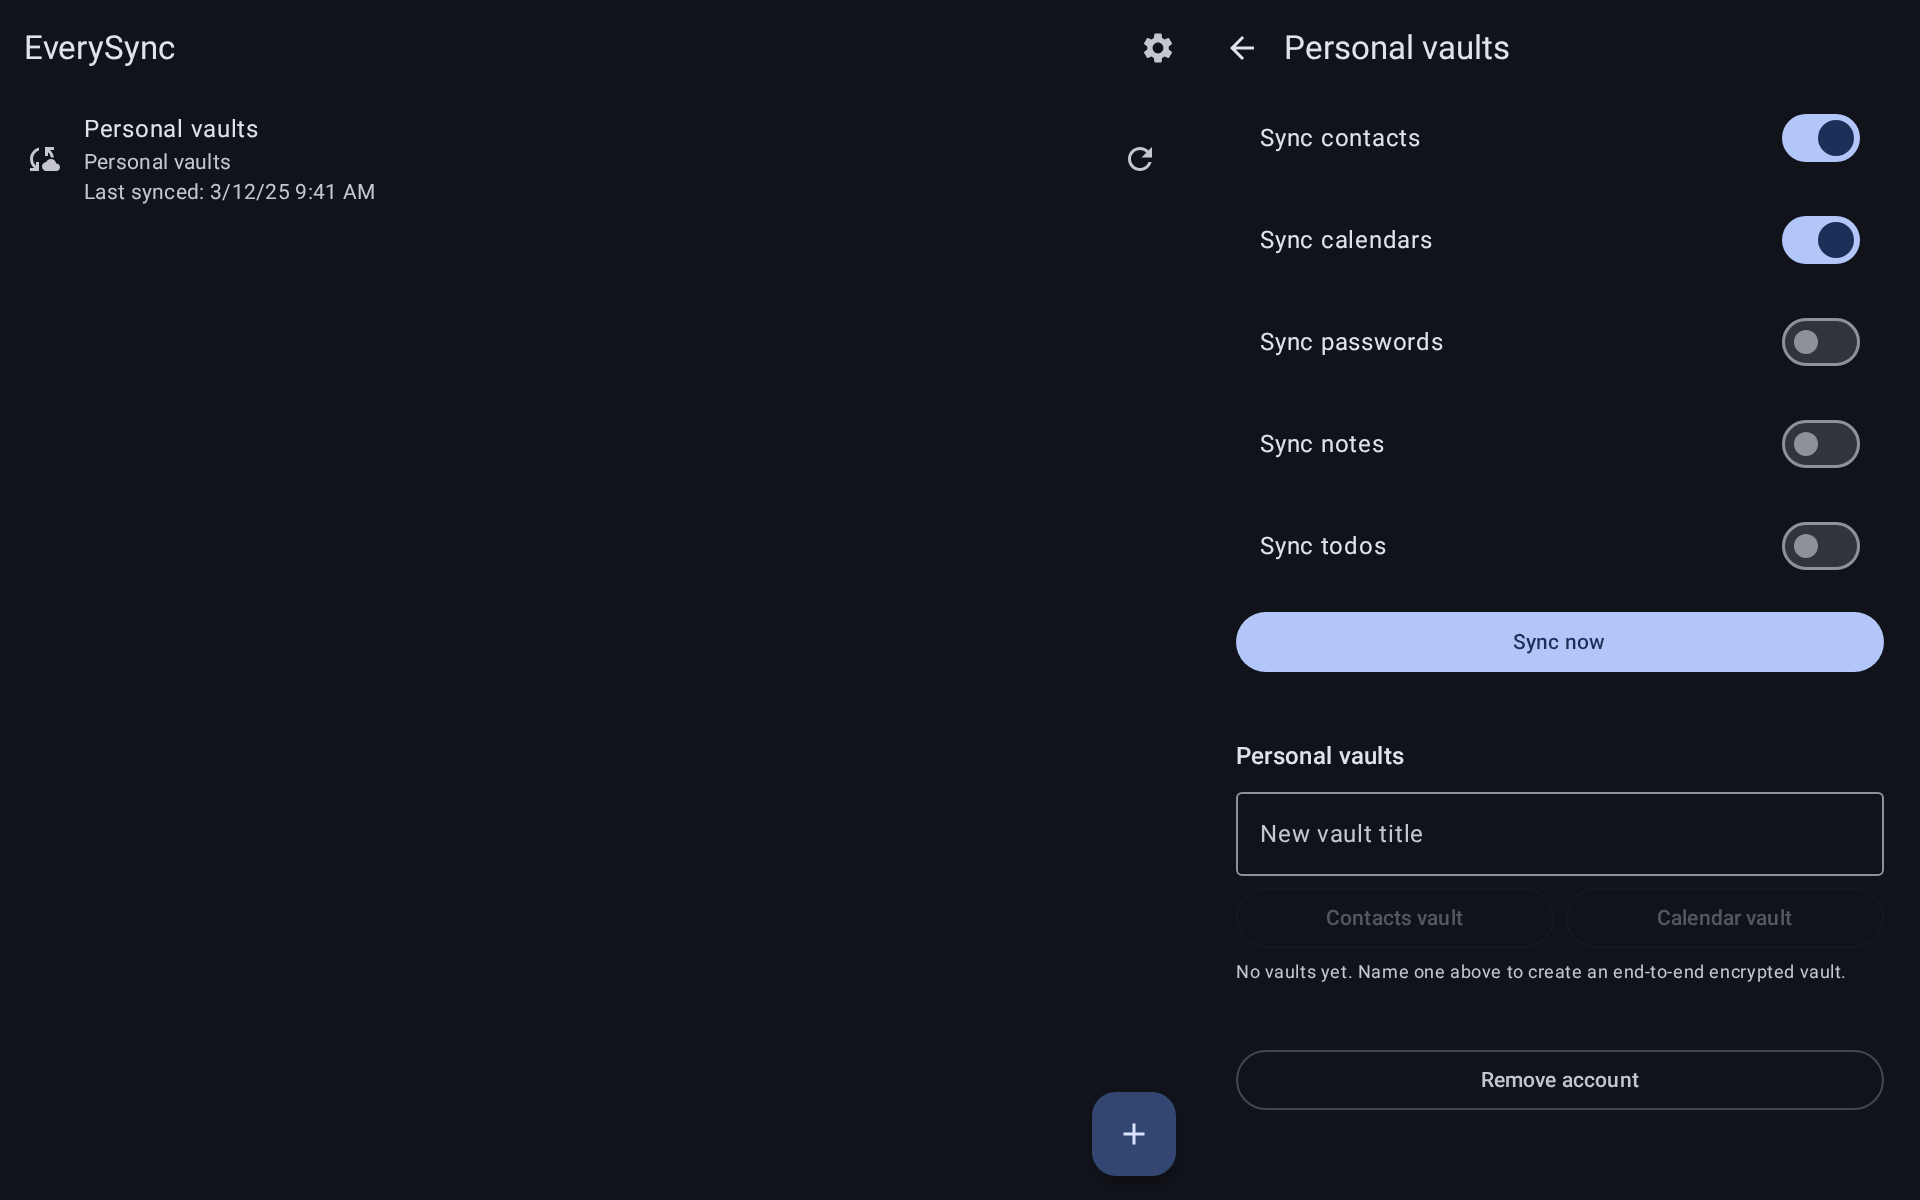 EverySync
Personal vaults
Personal vaults
Last synced: 3/12/25 9:41 AM
Personal vaults
Sync contacts
Sync calendars
Sync passwords
Sync notes
Sync todos
Sync now
Personal vaults
New vault title
Contacts vault
Calendar vault
No vaults yet. Name one above to create an end-to-end encrypted vault.
Remove account